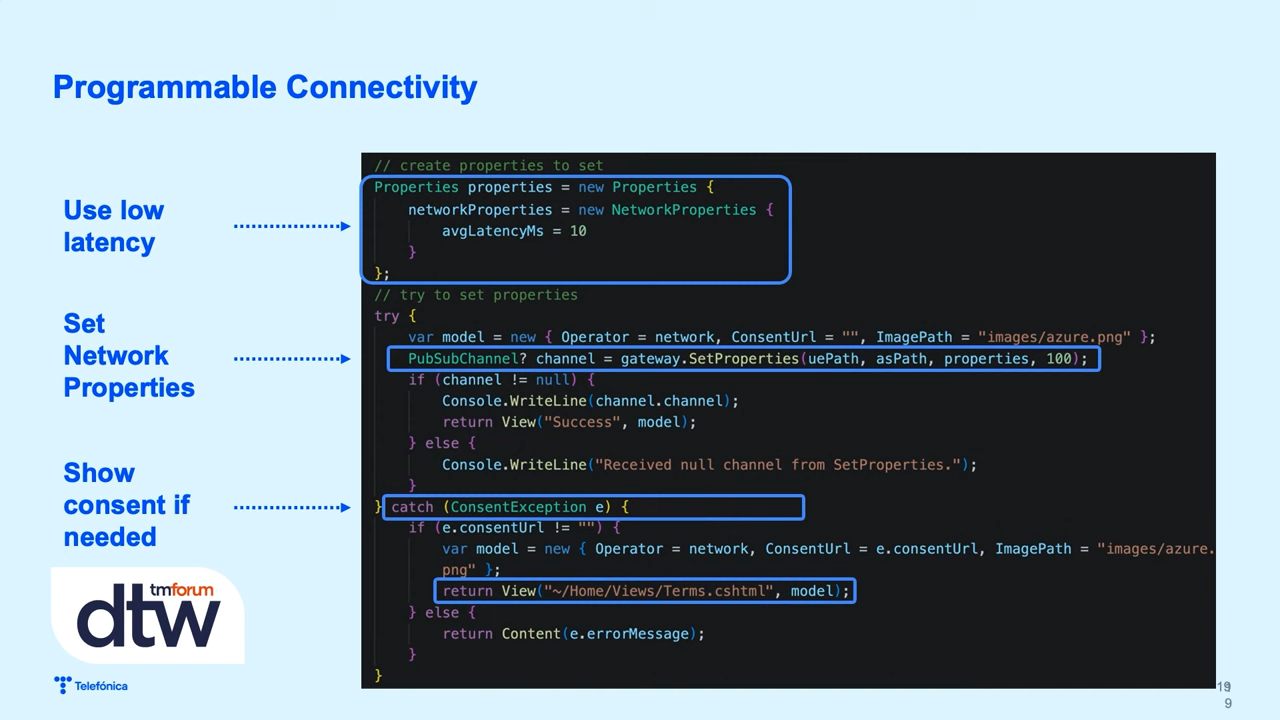 Programmable Connectivity
Use low
latency
Set
Network
Properties
Show
consent if
needed
// create properties to set
Properties properties = new Properties {
networkProperties = new NetworkProperties {
avgLatencyMs = 10
}
};
// try to set properties
try {
var model = new { Operator = network, ConsentUrl = "", ImagePath = "images/azure.png" };
PubSubChannel? channel = gateway.SetProperties(uePath, asPath, properties, 100);
if (channel != null) {
Console.WriteLine(channel.channel);
return View("Success", model);
} else {
Console.WriteLine("Received null channel from SetProperties.");
}
} catch (ConsentException e) {
if (e.consentUrl != "") {
var model = new { Operator = network, ConsentUrl = e.consentUrl, ImagePath = "images/azure.
png" };
return View("~/Home/Views/Terms.cshtml", model);
} else {
return Content(e.errorMessage);
}
}
tmforum
dtw
Telefónica
9